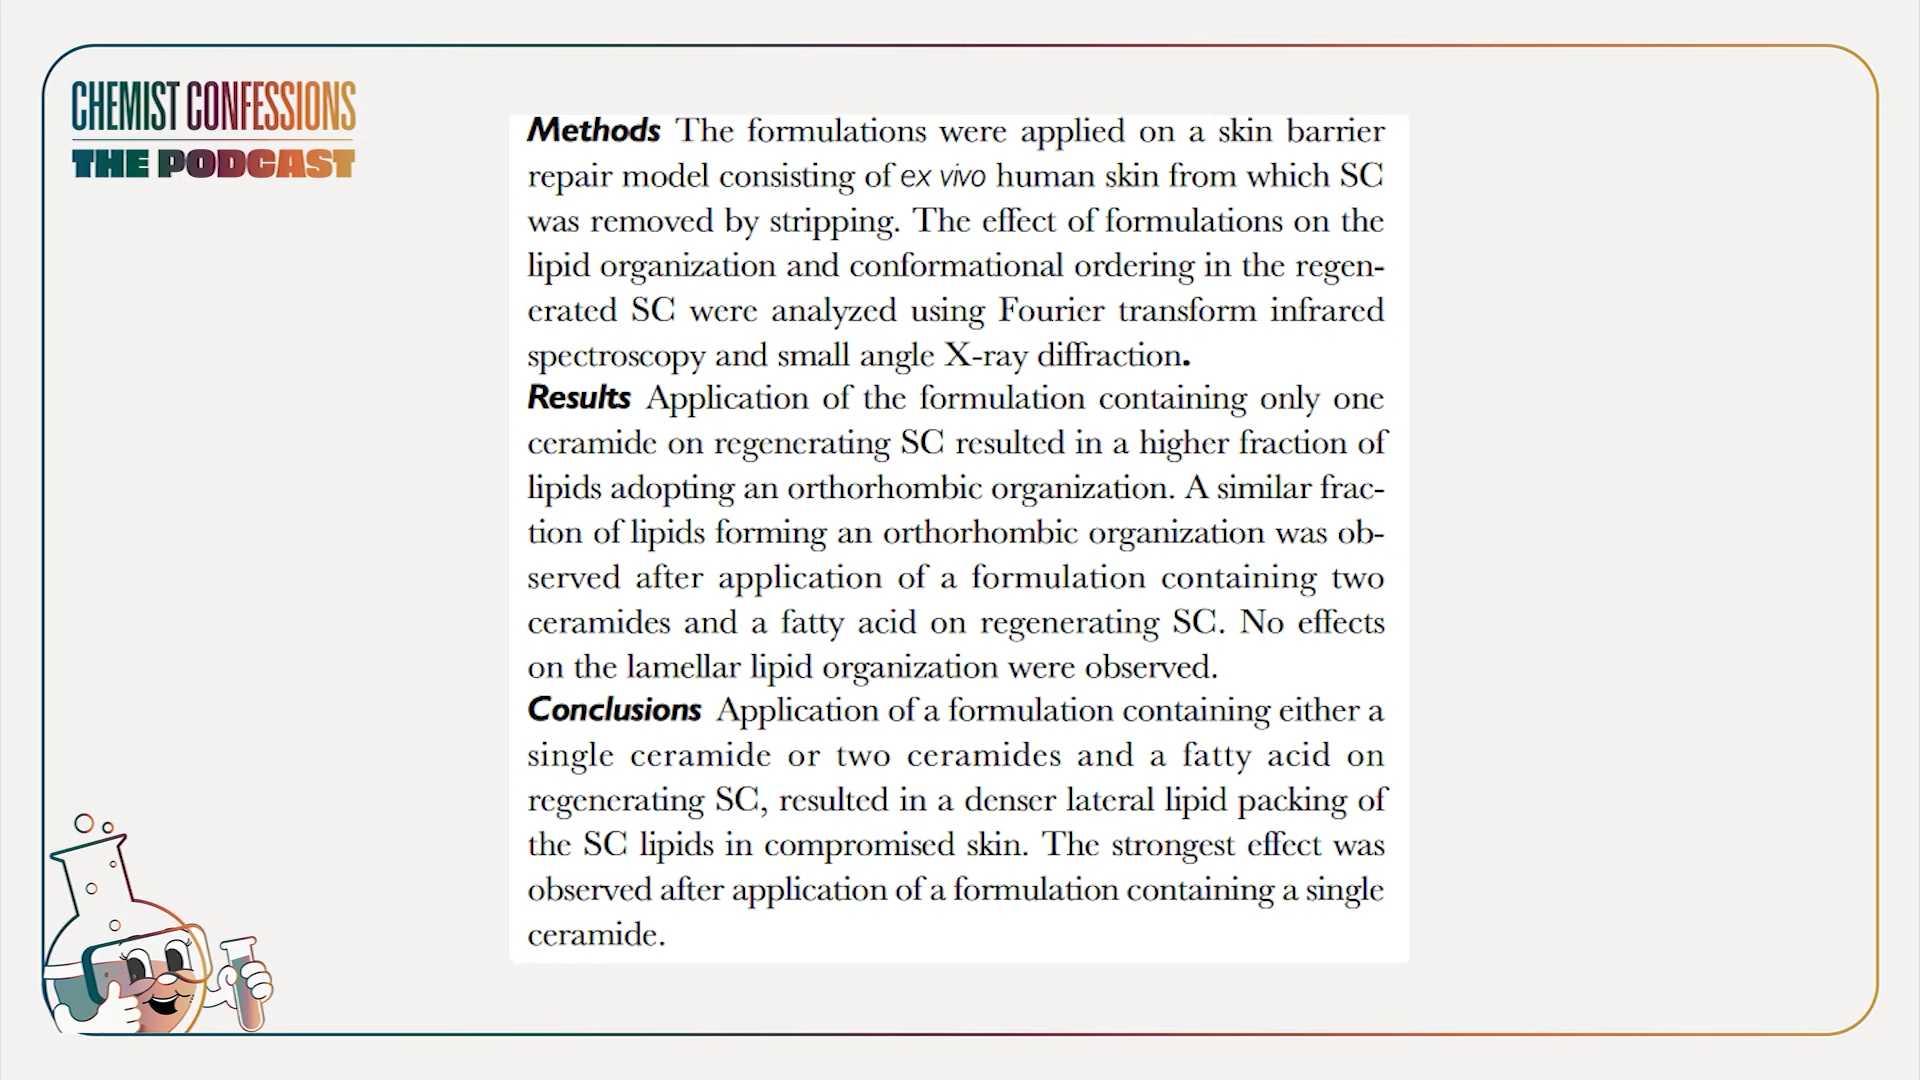 CHEMIST CONFESSIONS
THE PODCAST
Methods The formulations were applied on a skin barrier
repair model consisting of ex vivo human skin from which SC
was removed by stripping. The effect of formulations on the
lipid organization and conformational ordering in the regen-
erated SC were analyzed using Fourier transform infrared
spectroscopy and small angle X-ray diffraction.
Results Application of the formulation containing only one
ceramide on regenerating SC resulted in a higher fraction of
lipids adopting an orthorhombic organization. A similar frac-
tion of lipids forming an orthorhombic organization was ob-
served after application of a formulation containing two
ceramides and a fatty acid on regenerating SC. No effects
on the lamellar lipid organization were observed.
Conclusions Application of a formulation containing either a
single ceramide or two ceramides and a fatty acid on
regenerating SC, resulted in a denser lateral lipid packing of
the SC lipids in compromised skin. The strongest effect was
observed after application of a formulation containing a single
ceramide.